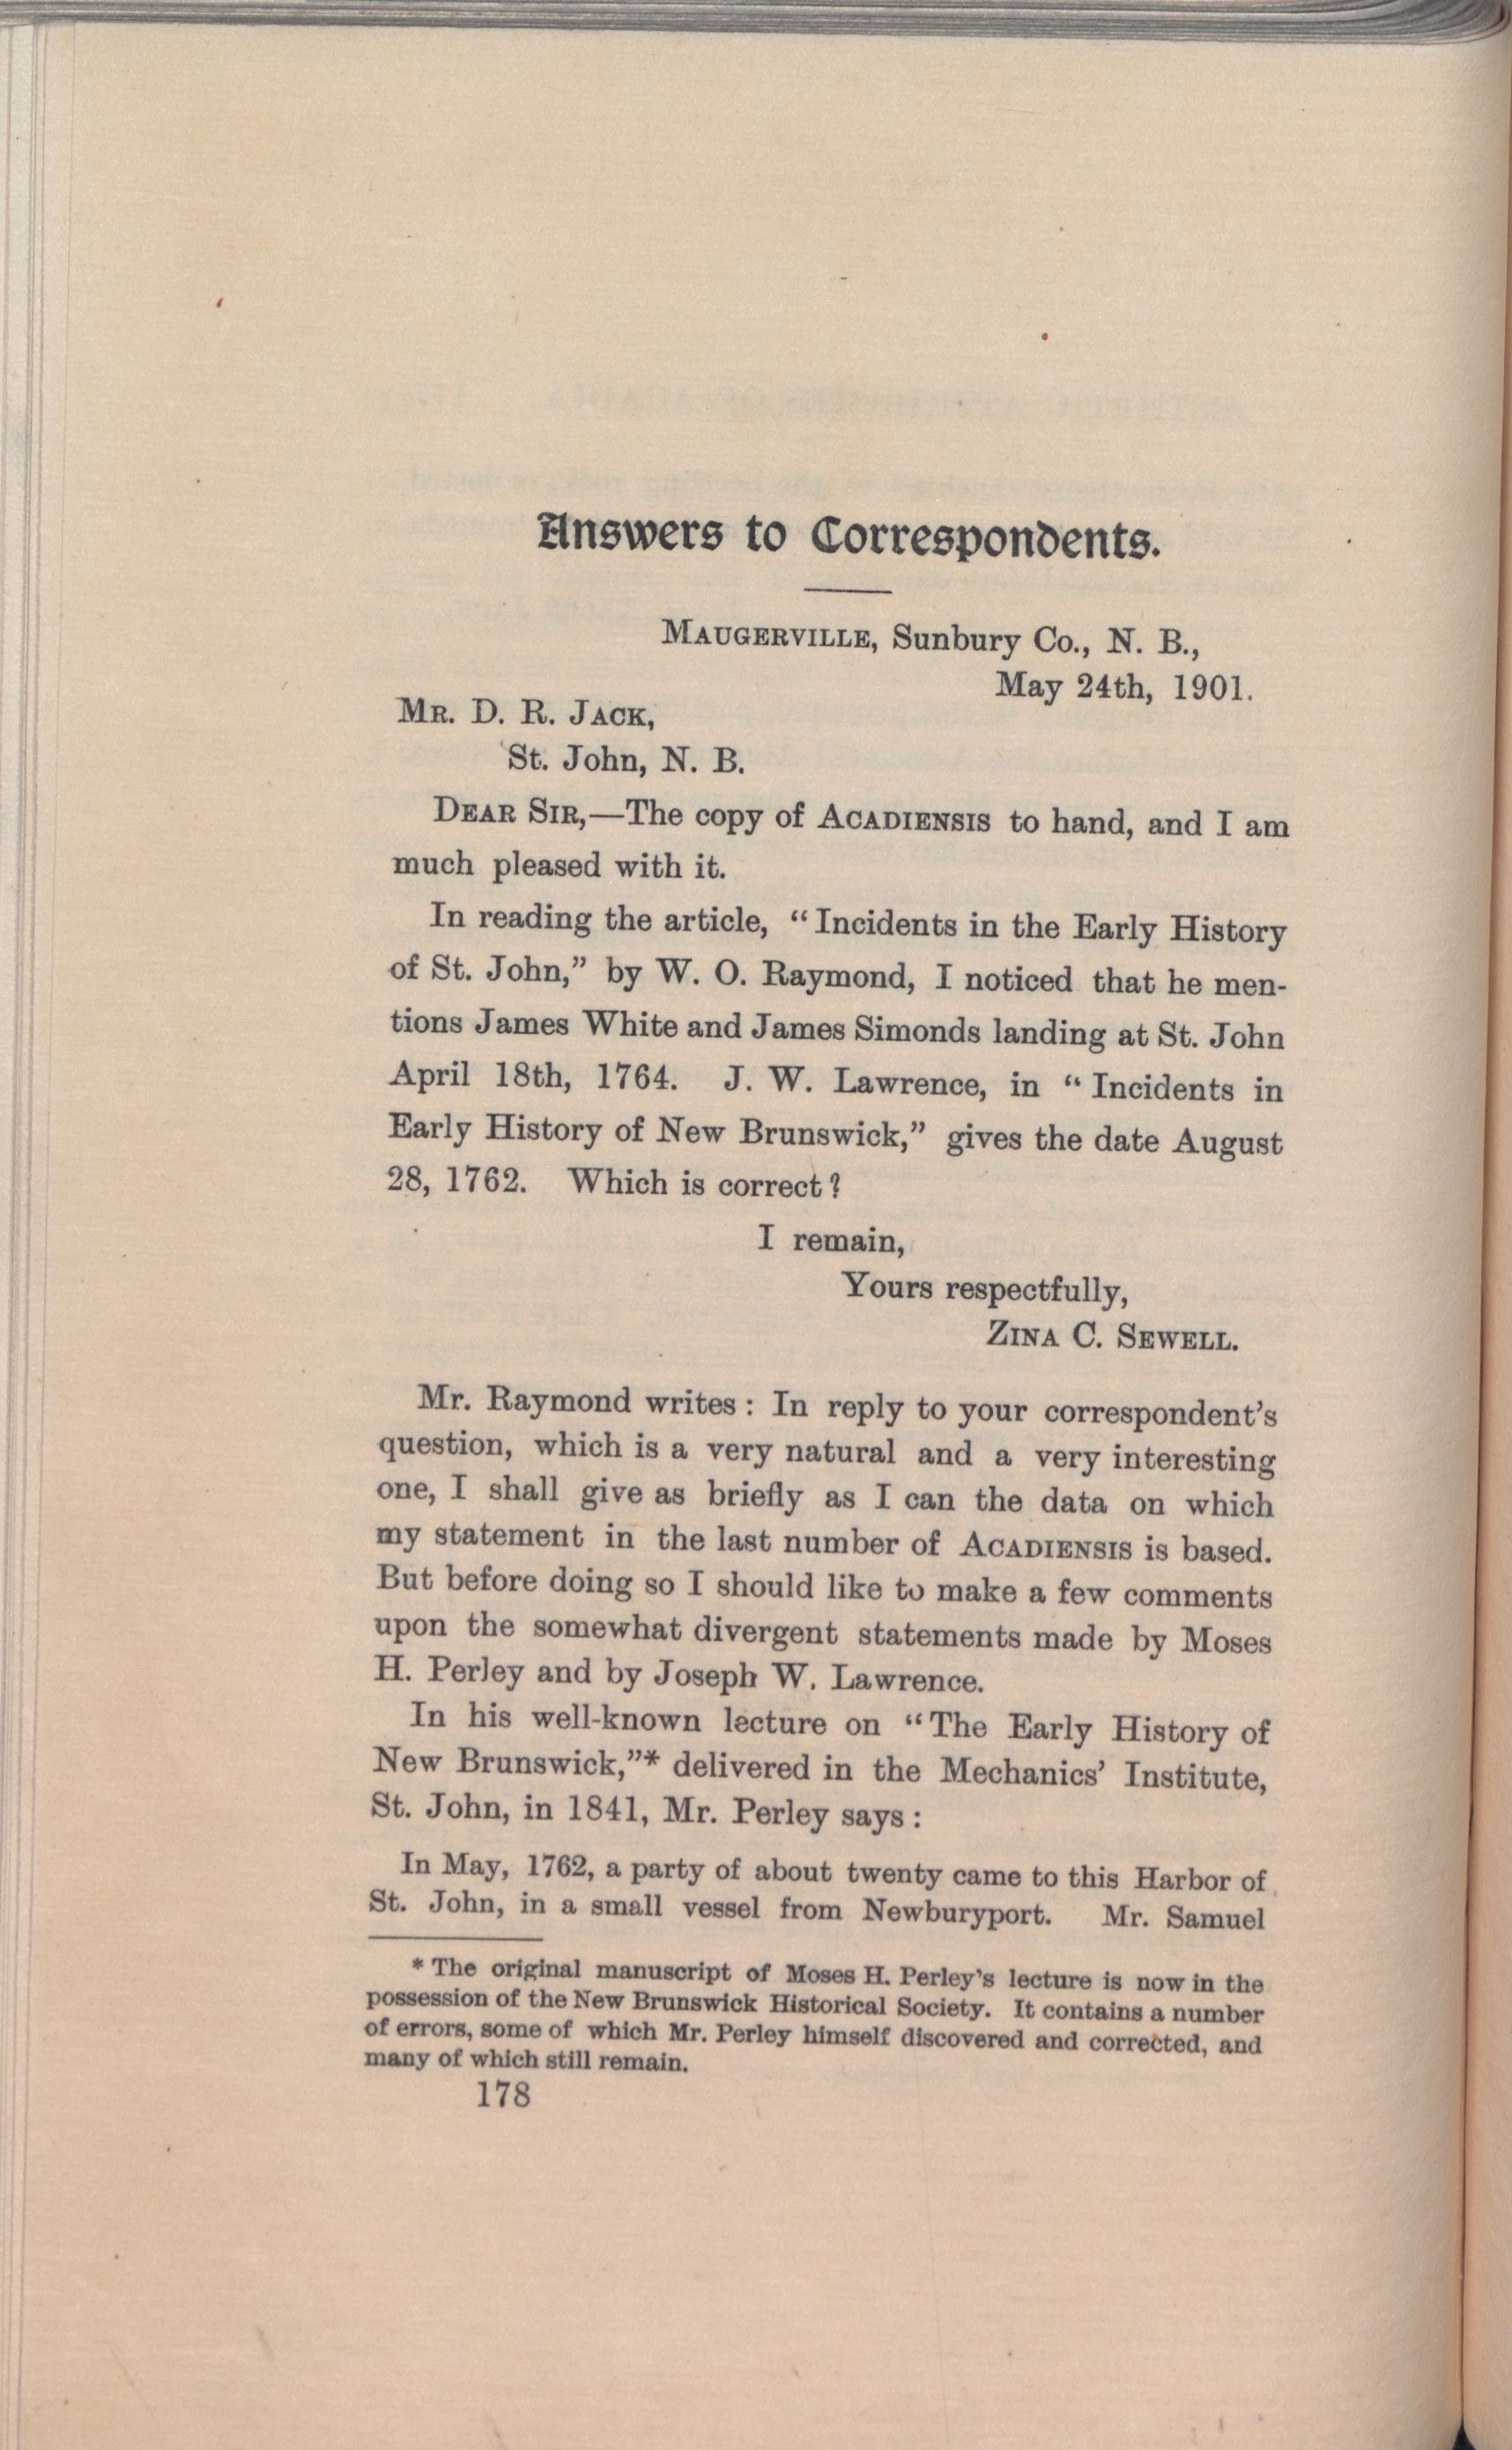 Answers to Correspondents.
MAUGERVILLE, Sunbury Co., N. B.,
May 24th, 1901.
MR. D. R. JACK,
St. John, N. B.
DEAR SIR,—The copy of ACADIENSIS to hand, and I am
much pleased with it.
In reading the article, “Incidents in the Early History
of St. John,” by W. O. Raymond, I noticed that he men-
tions James White and James Simonds landing at St. John
April 18th, 1764. J. W. Lawrence, in “Incidents in
Early History of New Brunswick,” gives the date August
28, 1762. Which is correct?
I remain,
Yours respectfully,
ZINA C. SEWELL.
Mr. Raymond writes: In reply to your correspondent’s
question, which is a very natural and a very interesting
one, I shall give as briefly as I can the data on which
my statement in the last number of ACADIENSIS is based.
But before doing so I should like to make a few comments
upon the somewhat divergent statements made by Moses
H. Perley and by Joseph W. Lawrence.
In his well-known lecture on “The Early History of
New Brunswick,”* delivered in the Mechanics’ Institute,
St. John, in 1841, Mr. Perley says:
In May, 1762, a party of about twenty came to this Harbor of
St. John, in a small vessel from Newburyport. Mr. Samuel
* The original manuscript of Moses H. Perley’s lecture is now in the
possession of the New Brunswick Historical Society. It contains a number
of errors, some of which Mr. Perley himself discovered and corrected, and
many of which still remain.
178